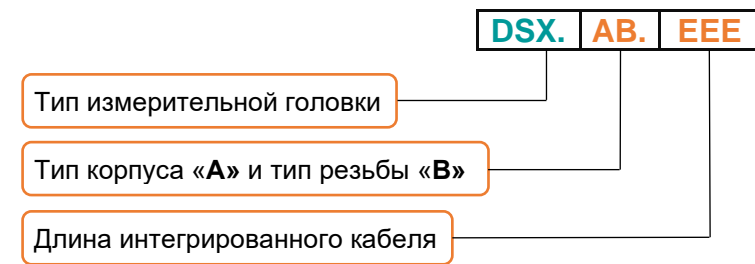 DSX. AB. EEE
Тип измерительной головки
Тип корпуса «А» и тип резьбы «В»
Длина интегрированного кабеля